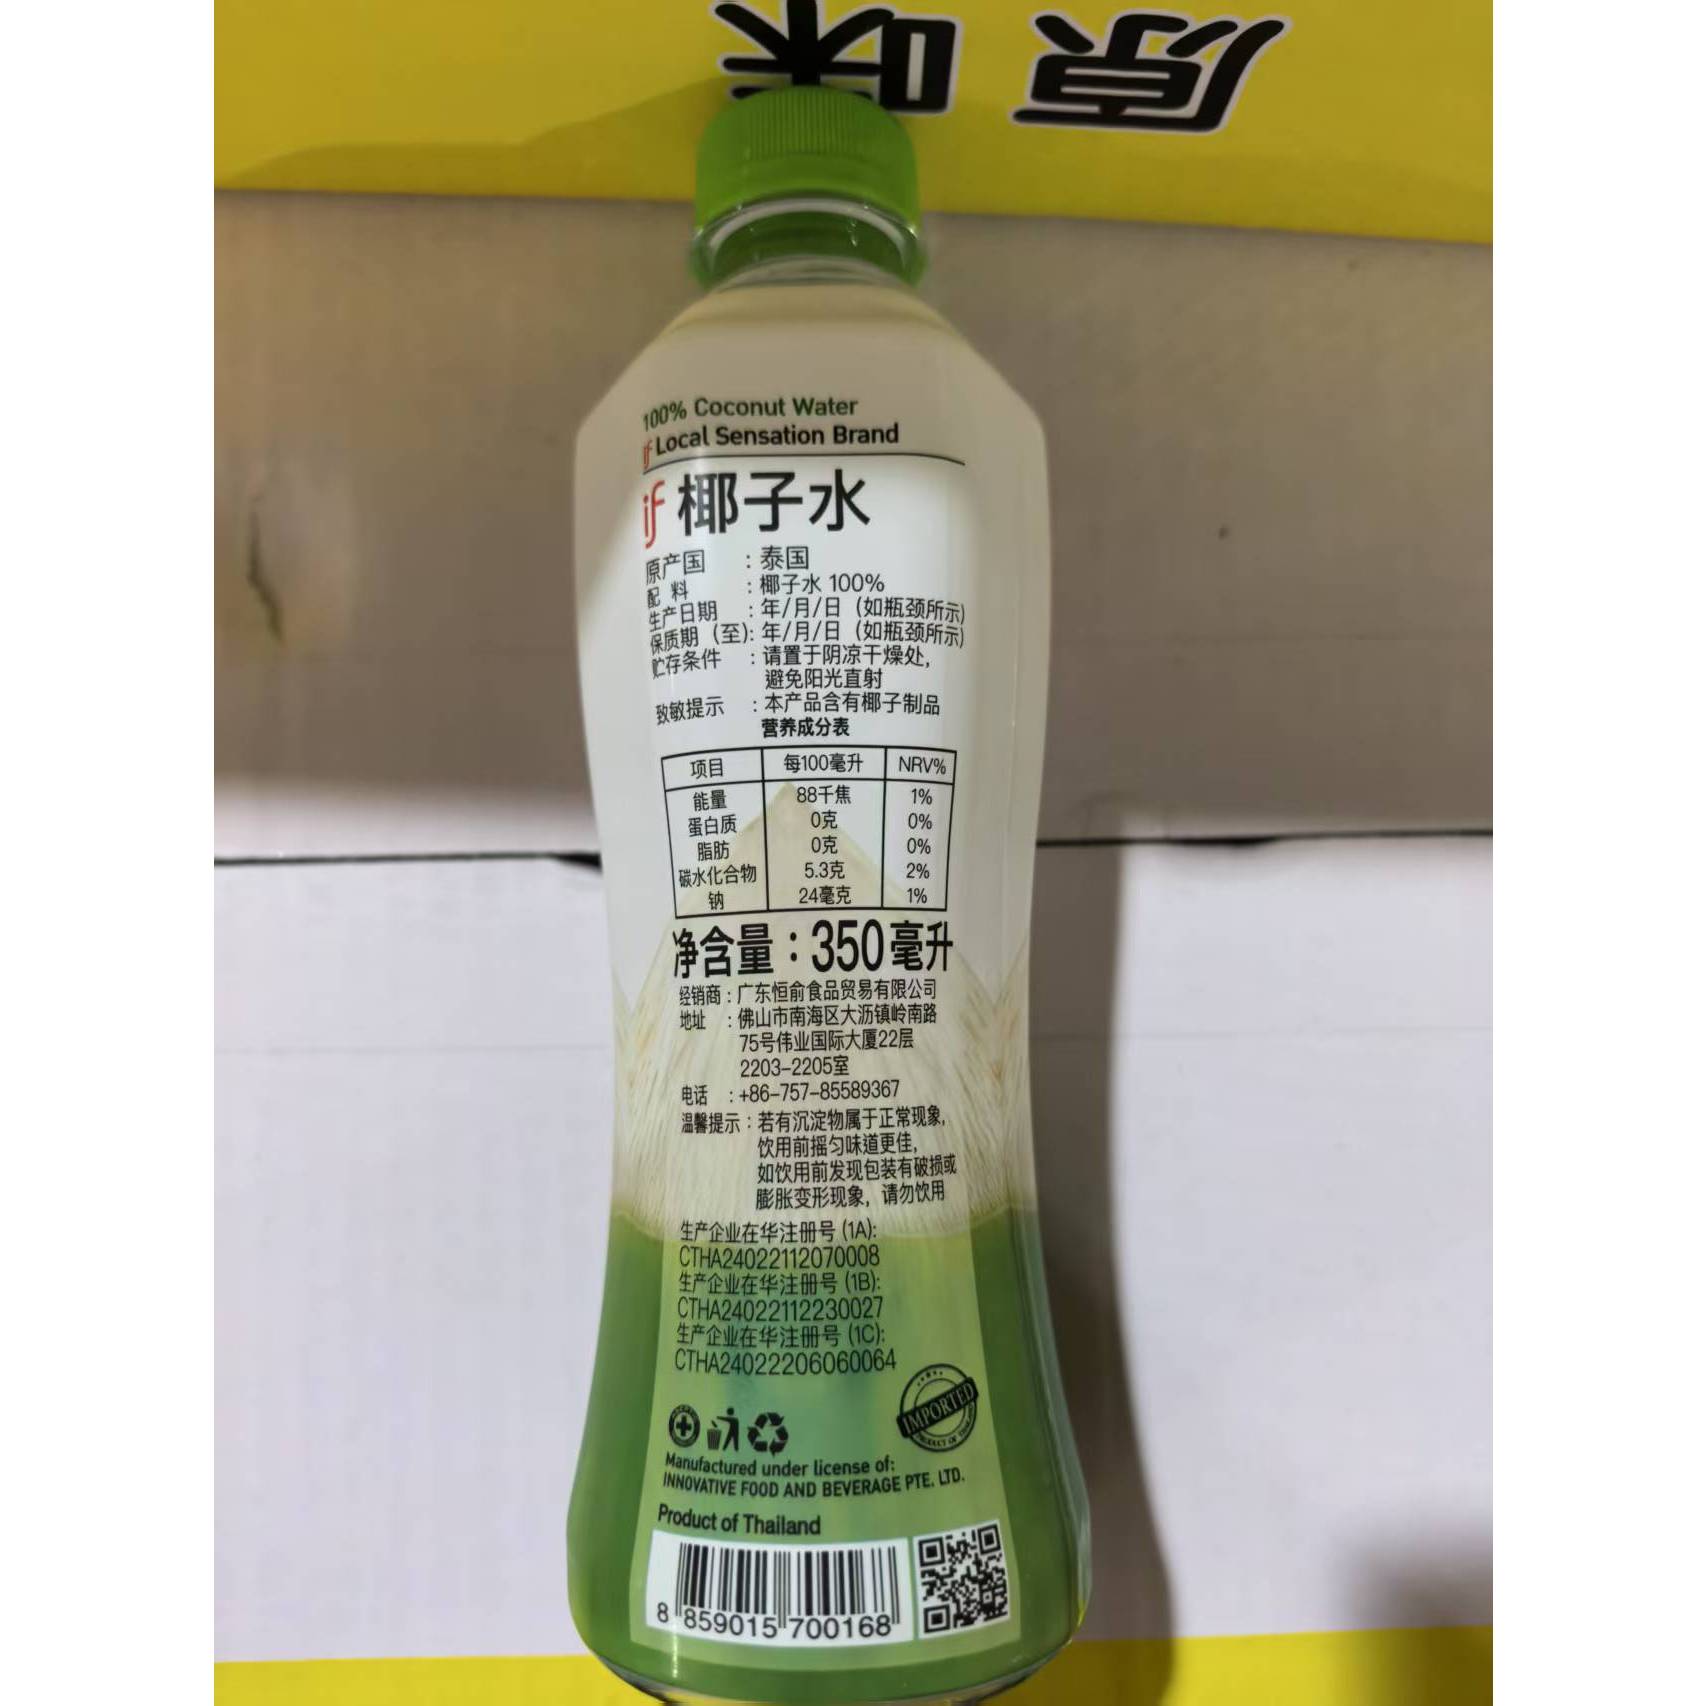 原味
100% Coconut Water
if Local Sensation Brand
if 椰子水
原产国 : 泰国
配料 : 椰子水 100%
生产日期 : 年/月/日 (如瓶颈所示)
保质期 (至): 年/月/日 (如瓶颈所示)
贮存条件 : 请置于阴凉干燥处,
避免阳光直射
致敏提示 : 本产品含有椰子制品
营养成分表
项目 每100毫升 NRV%
能量 88千焦 1%
蛋白质 0克 0%
脂肪 0克 0%
碳水化合物 5.3克 2%
钠 24毫克 1%
净含量:350毫升
经销商:广东恒俞食品贸易有限公司
地址 :佛山市南海区大沥镇岭南路
75号伟业国际大厦22层
2203-2205室
电话 :+86-757-85589367
温馨提示:若有沉淀物属于正常现象,
饮用前摇匀味道更佳,
如饮用前发现包装有破损或
膨胀变形现象, 请勿饮用
生产企业在华注册号 (1A):
CTHA24022112070008
生产企业在华注册号 (1B):
CTHA24022112230027
生产企业在华注册号 (1C):
CTHA24022206060064
IMPORTED
PRODUCT OF THAILAND
Manufactured under license of:
INNOVATIVE FOOD AND BEVERAGE PTE. LTD.
Product of Thailand
8 859015 700168